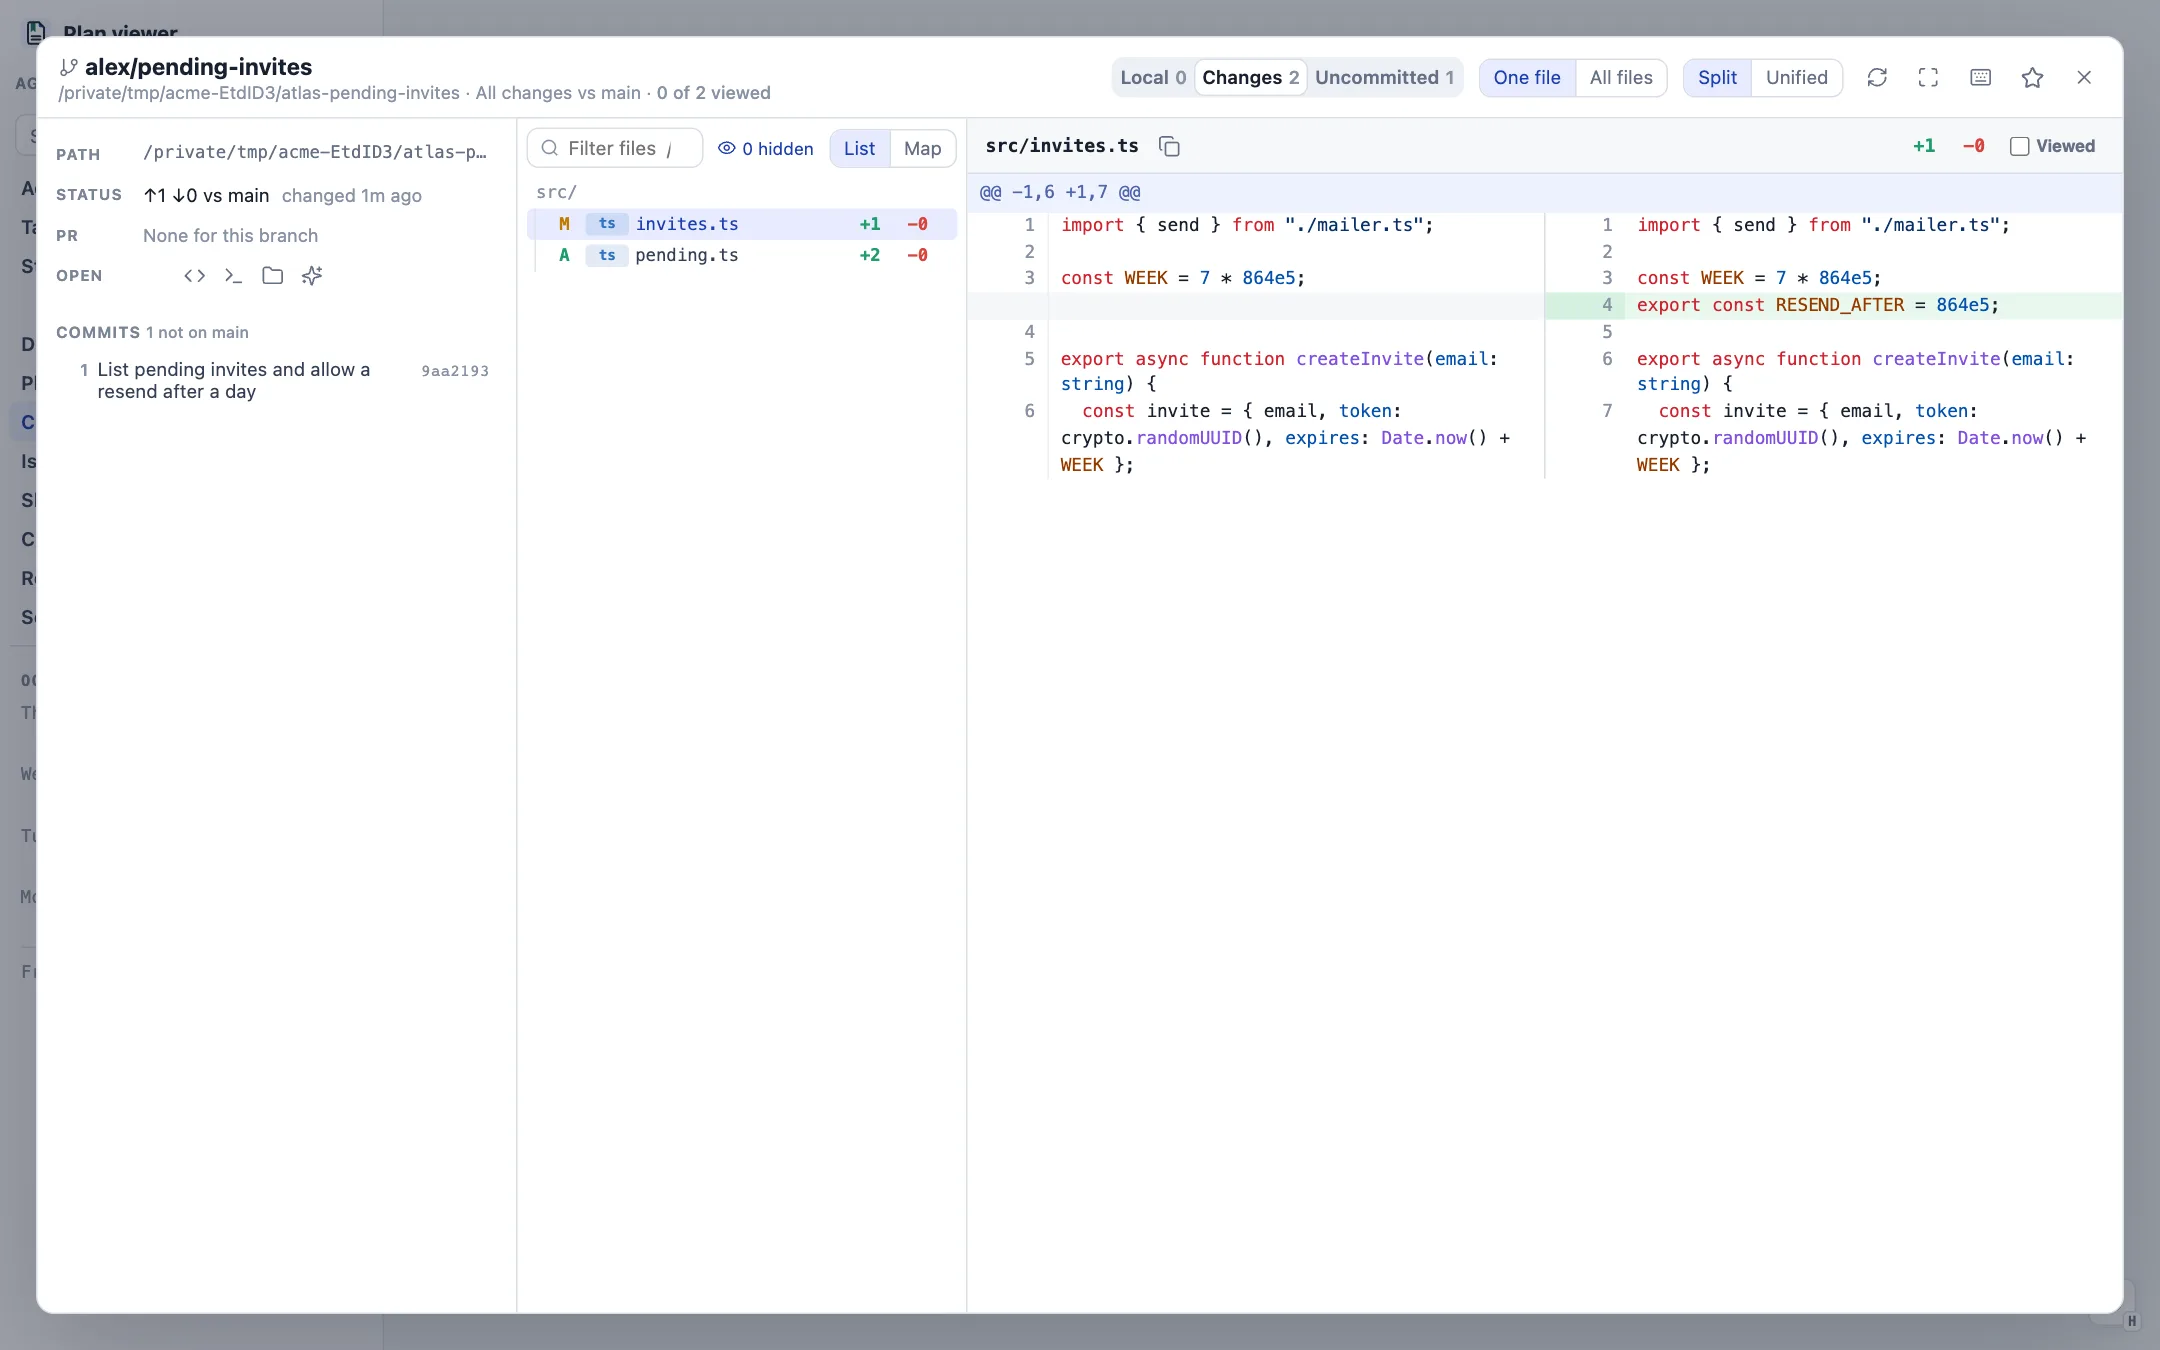 Plan viewer
alex/pending-invites
/private/tmp/acme-EtdID3/atlas-pending-invites · All changes vs main · 0 of 2 viewed
Local 0 Changes 2 Uncommitted 1
One file All files
Split Unified
PATH /private/tmp/acme-EtdID3/atlas-p…
STATUS ↑1 ↓0 vs main changed 1m ago
PR None for this branch
OPEN
COMMITS 1 not on main
1 List pending invites and allow a 9aa2193
resend after a day
Filter files / 0 hidden List Map
src/
M ts invites.ts +1 −0
A ts pending.ts +2 −0
src/invites.ts +1 −0 Viewed
@@ −1,6 +1,7 @@
1 import { send } from "./mailer.ts";
2
3 const WEEK = 7 * 864e5;
4
5 export async function createInvite(email:
string) {
6 const invite = { email, token:
crypto.randomUUID(), expires: Date.now() +
WEEK };
1 import { send } from "./mailer.ts";
2
3 const WEEK = 7 * 864e5;
4 export const RESEND_AFTER = 864e5;
5
6 export async function createInvite(email:
string) {
7 const invite = { email, token:
crypto.randomUUID(), expires: Date.now() +
WEEK };
H